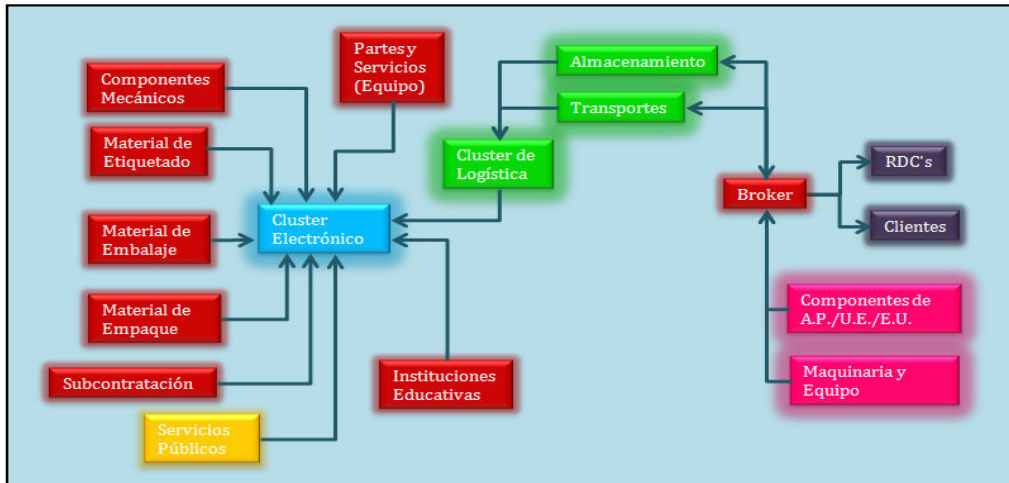 Partes y
Servicios
(Equipo)
Almacenamiento
Componentes
Mecánicos
Transportes
Material de
Etiquetado
Cluster de
Logística
RDC's
Broker
Cluster
Electrónico
Clientes
Material de
Embalaje
Material de
Empaque
Componentes de
A.P./U.E./E.U.
Subcontratación
Instituciones
Educativas
Maquinaria y
Equipo
Servicios
Públicos